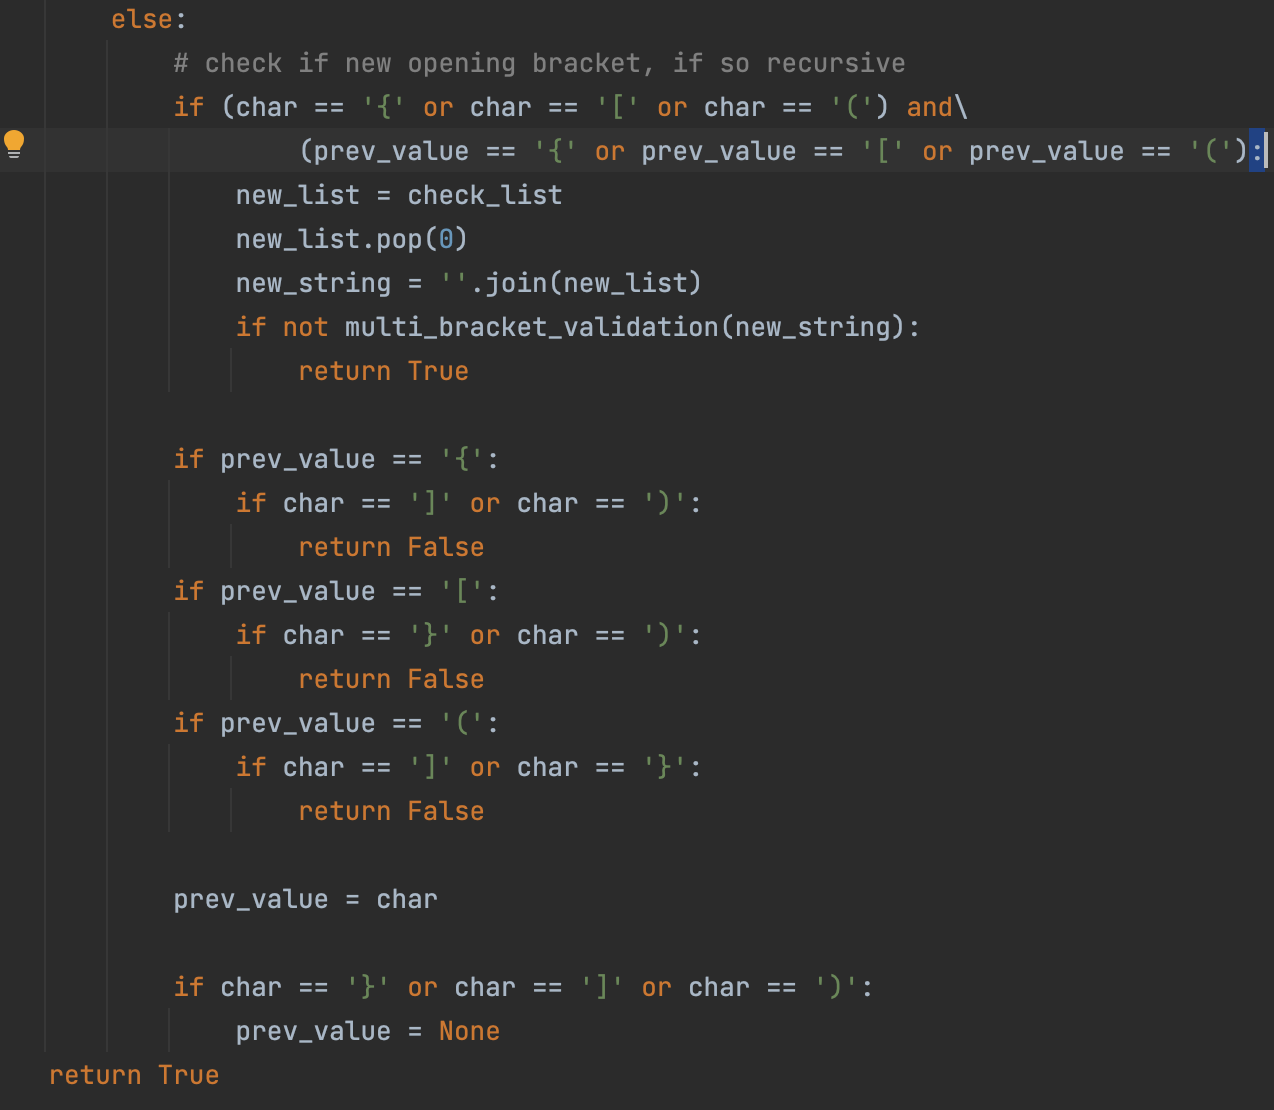 else:
# check if new opening bracket, if so recursive
if (char == '{' or char == '[' or char == '(') and\
(prev_value == '{' or prev_value == '[' or prev_value == '('):
new_list = check_list
new_list.pop(0)
new_string = ''.join(new_list)
if not multi_bracket_validation(new_string):
return True
if prev_value == '{':
if char == ']' or char == ')':
return False
if prev_value == '[':
if char == '}' or char == ')':
return False
if prev_value == '(':
if char == ']' or char == '}':
return False
prev_value = char
if char == '}' or char == ']' or char == ')':
prev_value = None
return True